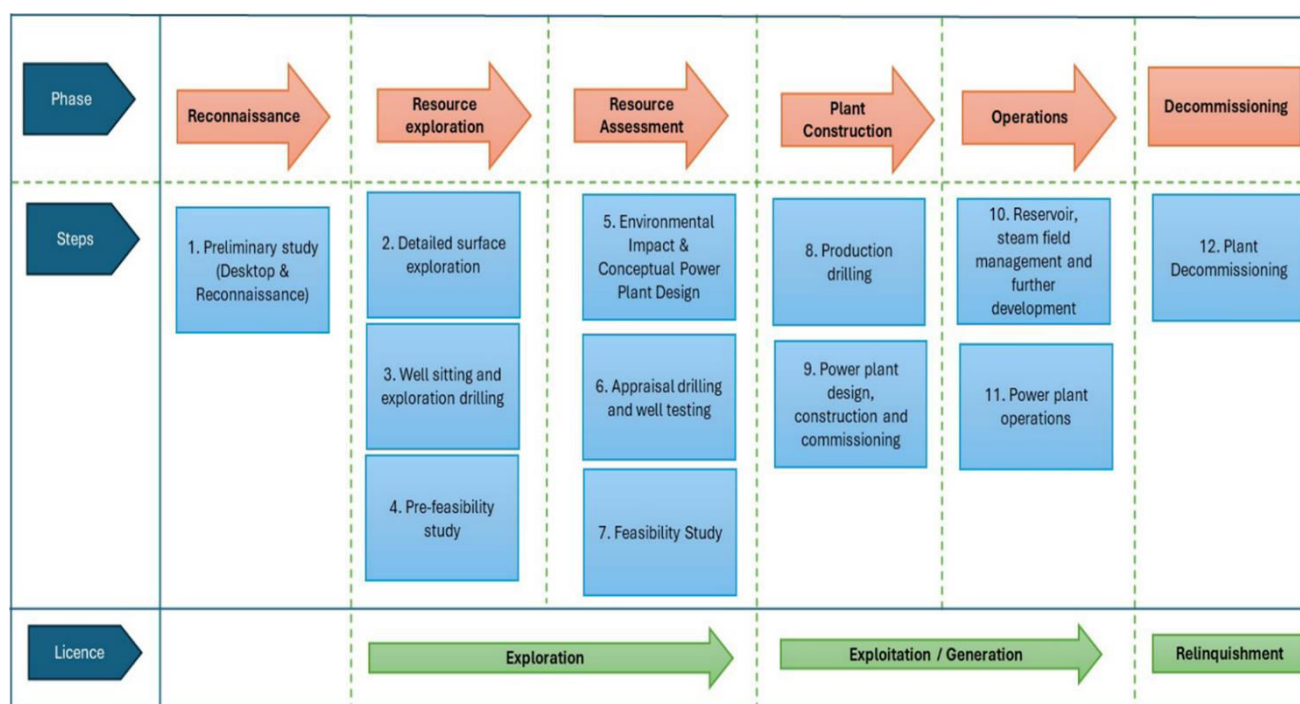 Phase
Reconnaissance
Resource
exploration
Resource
Assessment
Plant
Construction
Operations
Decommissioning
Steps
1. Preliminary study
(Desktop &
Reconnaissance)
2. Detailed surface
exploration
3. Well sitting and
exploration drilling
4. Pre-feasibility
study
5. Environmental
Impact &
Conceptual Power
Plant Design
6. Appraisal drilling
and well testing
7. Feasibility Study
8. Production
drilling
9. Power plant
design,
construction and
commissioning
10. Reservoir,
steam field
management and
further
development
11. Power plant
operations
12. Plant
Decommissioning
Licence
Exploration
Exploitation / Generation
Relinquishment